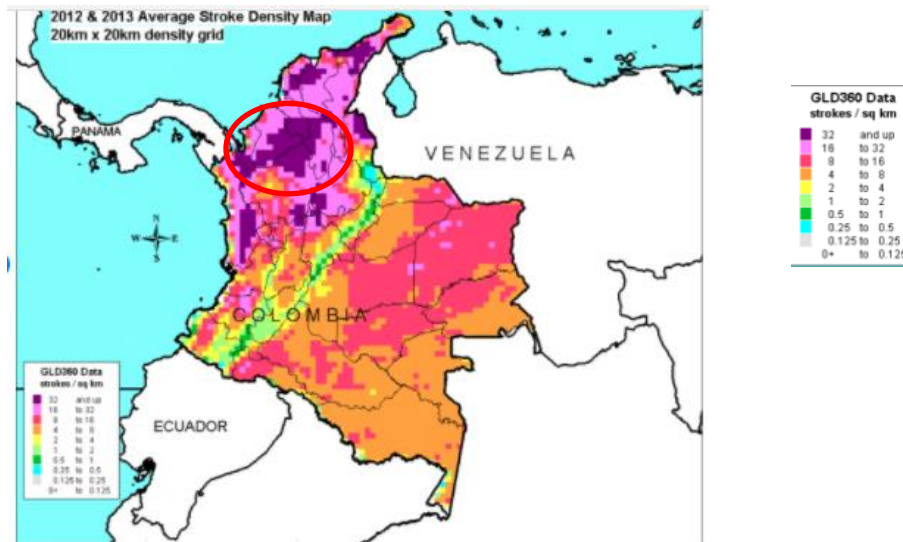 2012 & 2013 Average Stroke Density Map
20km x 20km density grid
PANAMA
VENEZUELA
N
W E
S
COLOMBIA
ECUADOR
GLD360 Data
strokes / sq km
32 and up
16 to 32
8 to 16
4 to 8
2 to 4
1 to 2
0.5 to 1
0.25 to 0.5
0.125 to 0.25
0+ to 0.125
GLD360 Data
strokes / sq km
32 and up
16 to 32
8 to 16
4 to 8
2 to 4
1 to 2
0.5 to 1
0.25 to 0.5
0.125 to 0.25
0+ to 0.125